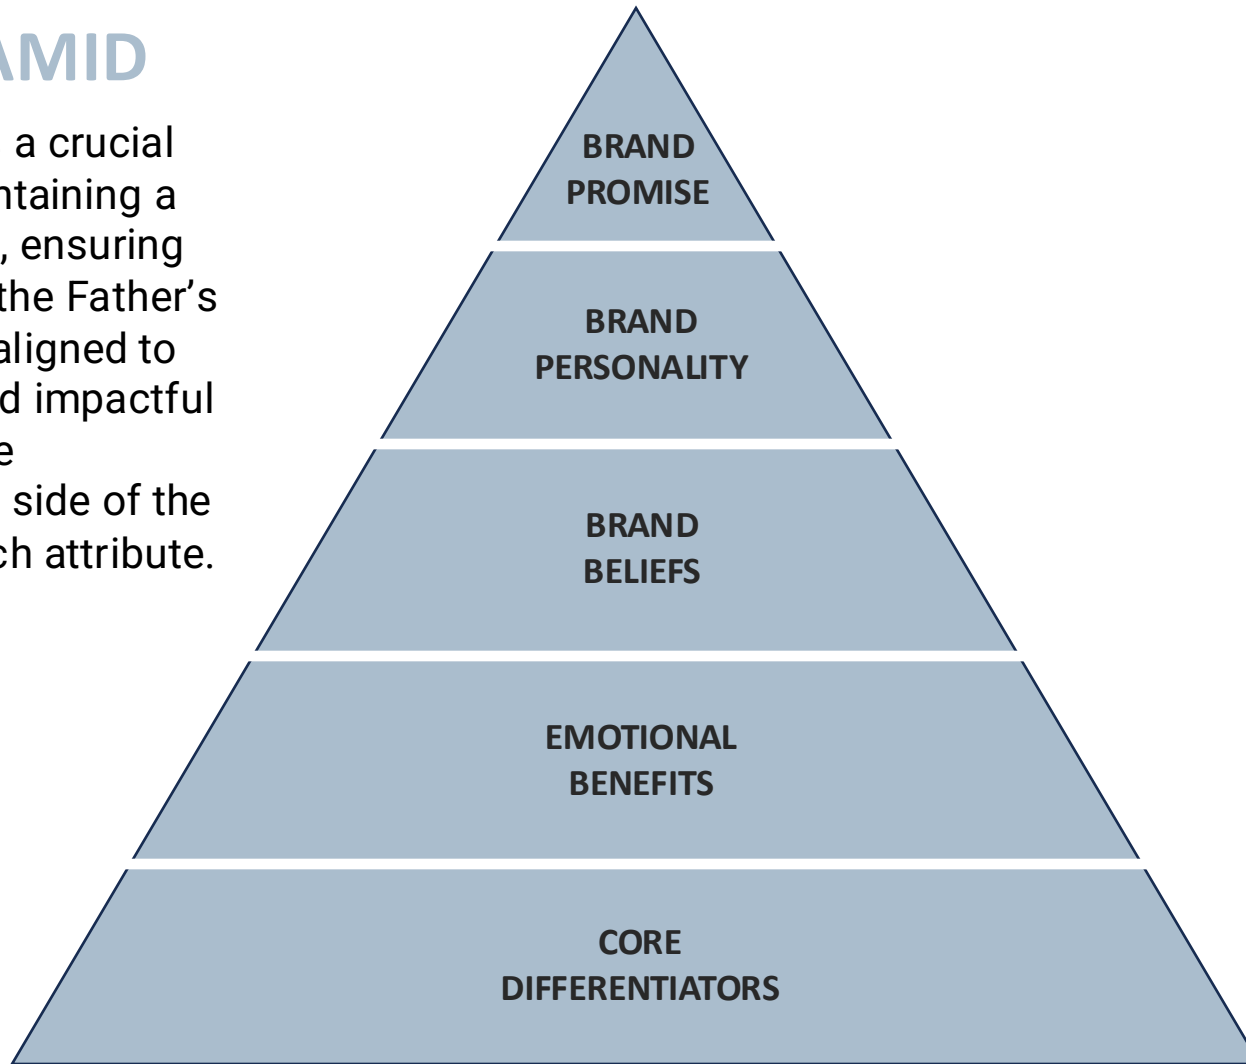 AMID
a crucial
ntaining a
, ensuring
the Father’s
aligned to
d impactful
e
side of the
ch attribute.
BRAND
PROMISE
BRAND
PERSONALITY
BRAND
BELIEFS
EMOTIONAL
BENEFITS
CORE
DIFFERENTIATORS